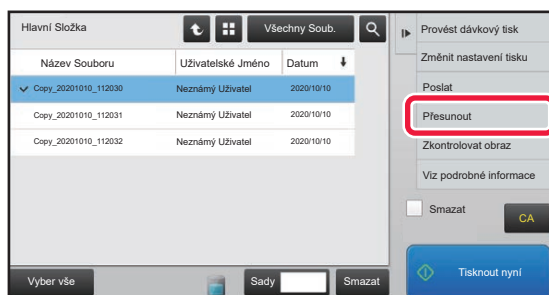 Hlavní Složka
Všechny Soub.
Název Souboru Uživatelské Jméno Datum
Copy_20201010_112030 Neznámý Uživatel 2020/10/10
Copy_20201010_112031 Neznámý Uživatel 2020/10/10
Copy_20201010_112032 Neznámý Uživatel 2020/10/10
Vyber vše
Sady
Smazat
Provést dávkový tisk
Změnit nastavení tisku
Poslat
Přesunout
Zkontrolovat obraz
Viz podrobné informace
Smazat
CA
Tisknout nyní